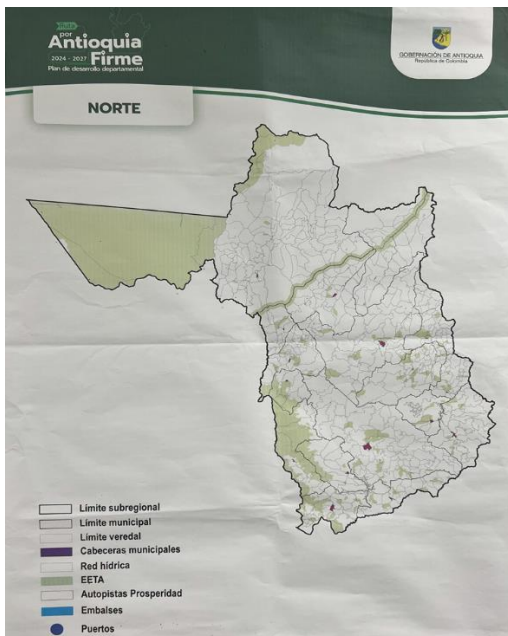 por
Antioquia
2024 - 2027 Firme
Plan de desarrollo departamental
GOBERNACIÓN DE ANTIOQUIA
República de Colombia
NORTE
Límite subregional
Límite municipal
Límite veredal
Cabeceras municipales
Red hídrica
EETA
Autopistas Prosperidad
Embalses
Puertos